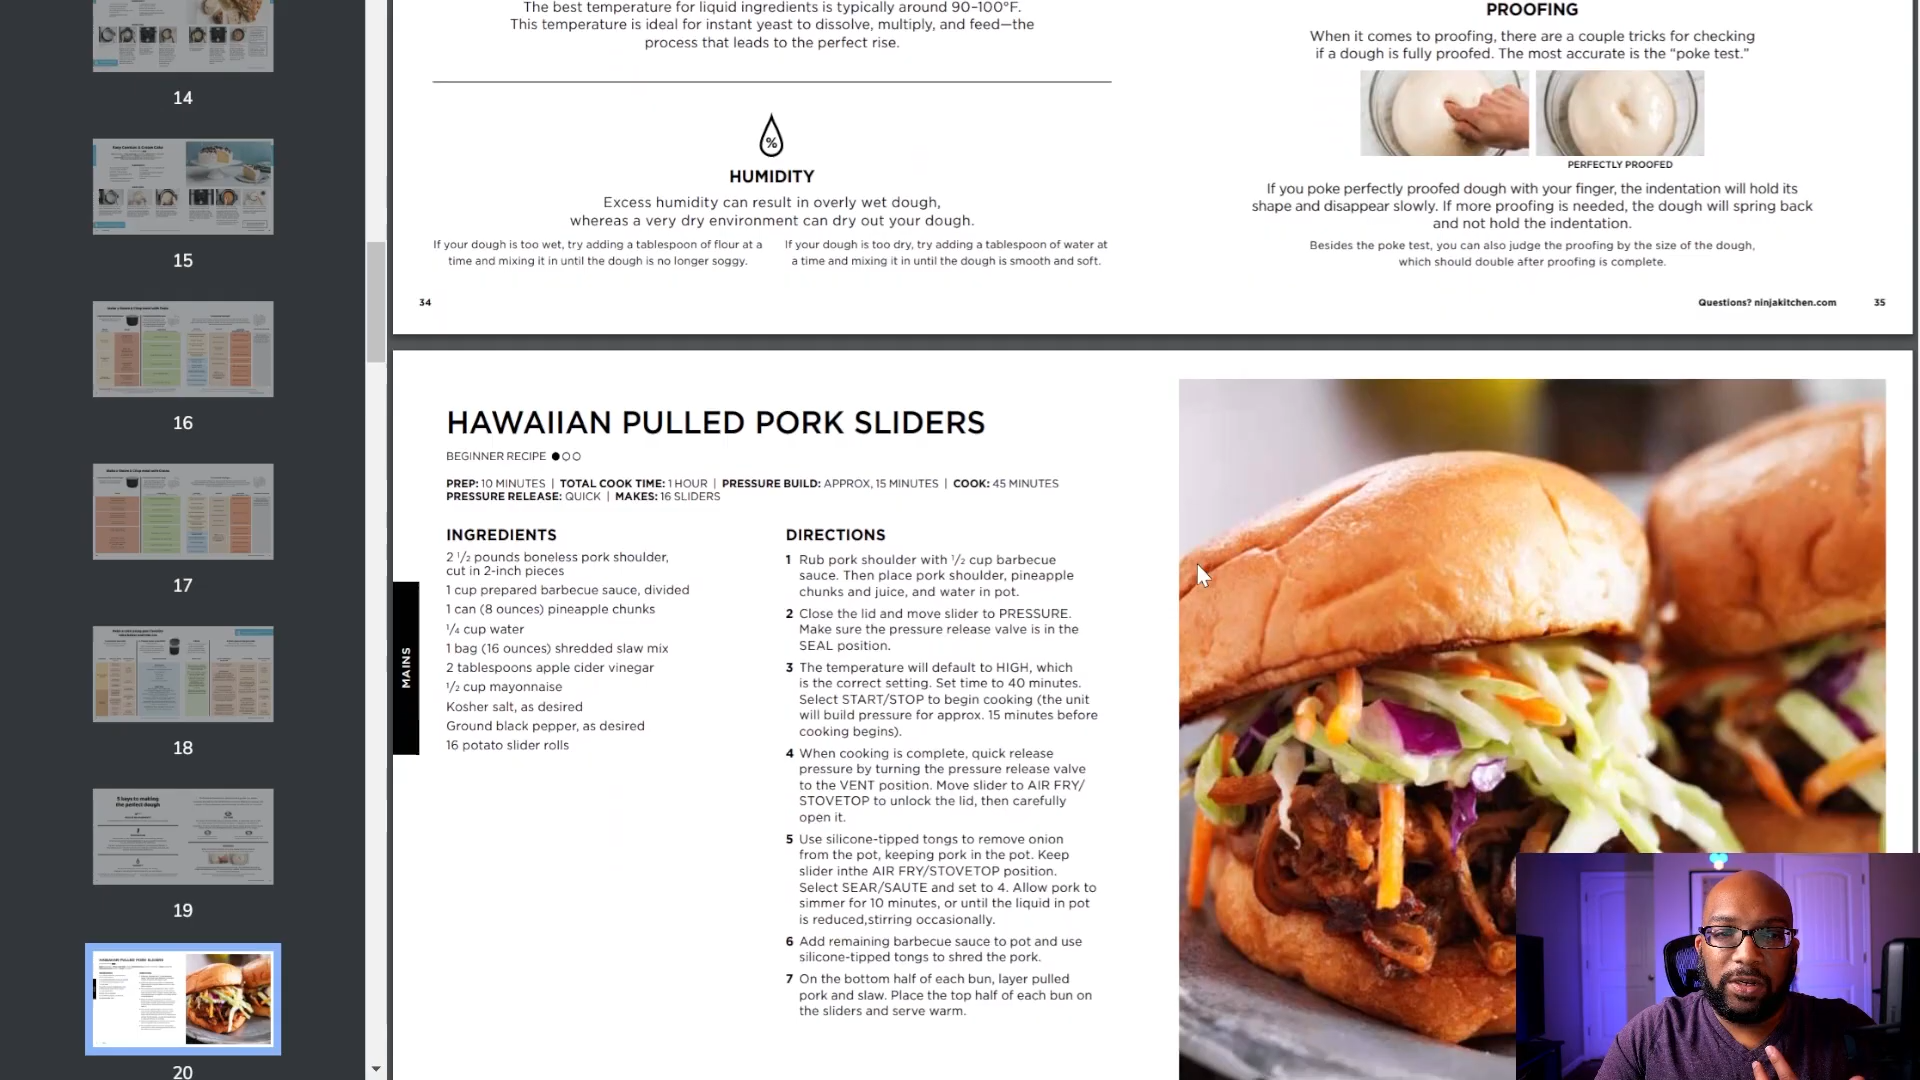 14
15
16
17
18
19
20
The best temperature for liquid ingredients is typically around 90–100°F.
This temperature is ideal for instant yeast to dissolve, multiply, and feed—the
process that leads to the perfect rise.
%
HUMIDITY
Excess humidity can result in overly wet dough,
whereas a very dry environment can dry out your dough.
If your dough is too wet, try adding a tablespoon of flour at a
time and mixing it in until the dough is no longer soggy.
If your dough is too dry, try adding a tablespoon of water at
a time and mixing it in until the dough is smooth and soft.
34
PROOFING
When it comes to proofing, there are a couple tricks for checking
if a dough is fully proofed. The most accurate is the “poke test.”
PERFECTLY PROOFED
If you poke perfectly proofed dough with your finger, the indentation will hold its
shape and disappear slowly. If more proofing is needed, the dough will spring back
and not hold the indentation.
Besides the poke test, you can also judge the proofing by the size of the dough,
which should double after proofing is complete.
Questions? ninjakitchen.com 35
HAWAIIAN PULLED PORK SLIDERS
BEGINNER RECIPE ●○○
PREP: 10 MINUTES | TOTAL COOK TIME: 1 HOUR | PRESSURE BUILD: APPROX, 15 MINUTES | COOK: 45 MINUTES
PRESSURE RELEASE: QUICK | MAKES: 16 SLIDERS
MAINS
INGREDIENTS
2 1/2 pounds boneless pork shoulder,
cut in 2-inch pieces
1 cup prepared barbecue sauce, divided
1 can (8 ounces) pineapple chunks
1/4 cup water
1 bag (16 ounces) shredded slaw mix
2 tablespoons apple cider vinegar
1/2 cup mayonnaise
Kosher salt, as desired
Ground black pepper, as desired
16 potato slider rolls
DIRECTIONS
1 Rub pork shoulder with 1/2 cup barbecue
sauce. Then place pork shoulder, pineapple
chunks and juice, and water in pot.
2 Close the lid and move slider to PRESSURE.
Make sure the pressure release valve is in the
SEAL position.
3 The temperature will default to HIGH, which
is the correct setting. Set time to 40 minutes.
Select START/STOP to begin cooking (the unit
will build pressure for approx. 15 minutes before
cooking begins).
4 When cooking is complete, quick release
pressure by turning the pressure release valve
to the VENT position. Move slider to AIR FRY/
STOVETOP to unlock the lid, then carefully
open it.
5 Use silicone-tipped tongs to remove onion
from the pot, keeping pork in the pot. Keep
slider inthe AIR FRY/STOVETOP position.
Select SEAR/SAUTE and set to 4. Allow pork to
simmer for 10 minutes, or until the liquid in pot
is reduced,stirring occasionally.
6 Add remaining barbecue sauce to pot and use
silicone-tipped tongs to shred the pork.
7 On the bottom half of each bun, layer pulled
pork and slaw. Place the top half of each bun on
the sliders and serve warm.